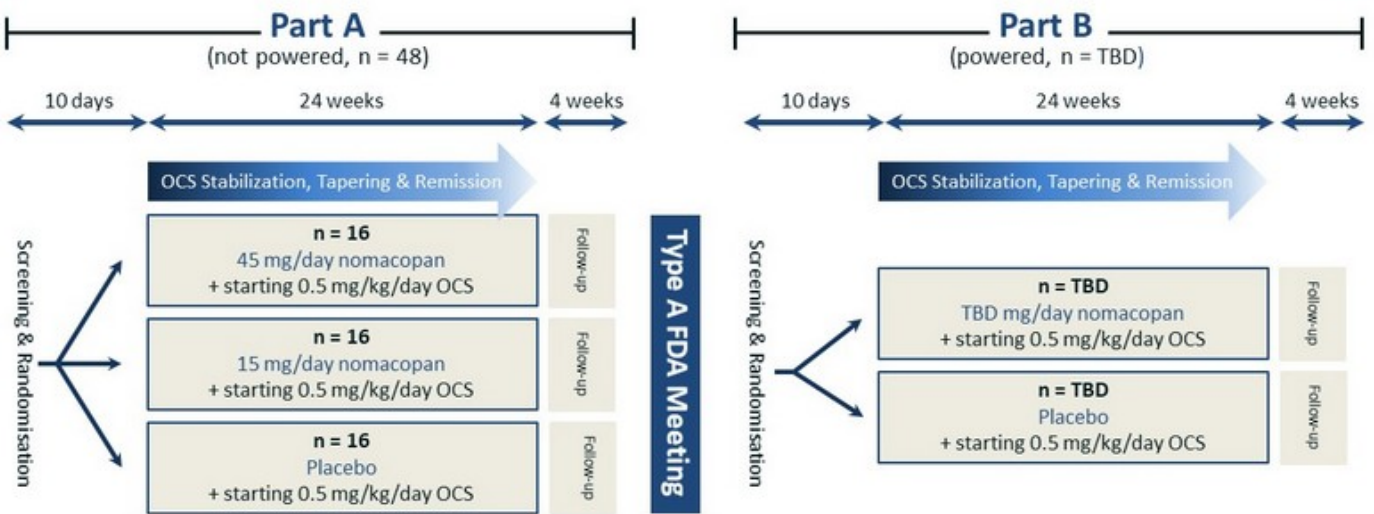 Part A
(not powered, n = 48)
10 days
24 weeks
4 weeks
OCS Stabilization, Tapering & Remission
Screening & Randomisation
n = 16
45 mg/day nomacopan
+ starting 0.5 mg/kg/day OCS
Follow-up
n = 16
15 mg/day nomacopan
+ starting 0.5 mg/kg/day OCS
Follow-up
n = 16
Placebo
+ starting 0.5 mg/kg/day OCS
Follow-up
Type A FDA Meeting
Part B
(powered, n = TBD)
10 days
24 weeks
4 weeks
OCS Stabilization, Tapering & Remission
Screening & Randomisation
n = TBD
TBD mg/day nomacopan
+ starting 0.5 mg/kg/day OCS
Follow-up
n = TBD
Placebo
+ starting 0.5 mg/kg/day OCS
Follow-up